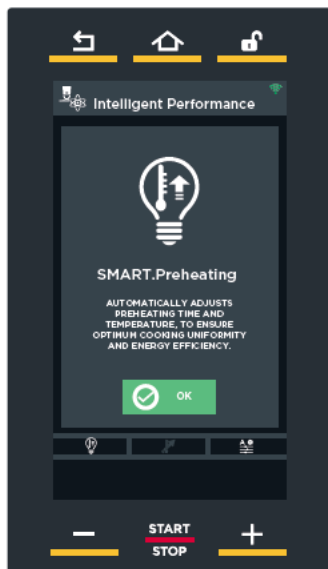 Intelligent Performance
SMART.Preheating
AUTOMATICALLY ADJUSTS
PREHEATING TIME AND
TEMPERATURE, TO ENSURE
OPTIMUM COOKING UNIFORMITY
AND ENERGY EFFICIENCY.
OK
START
STOP